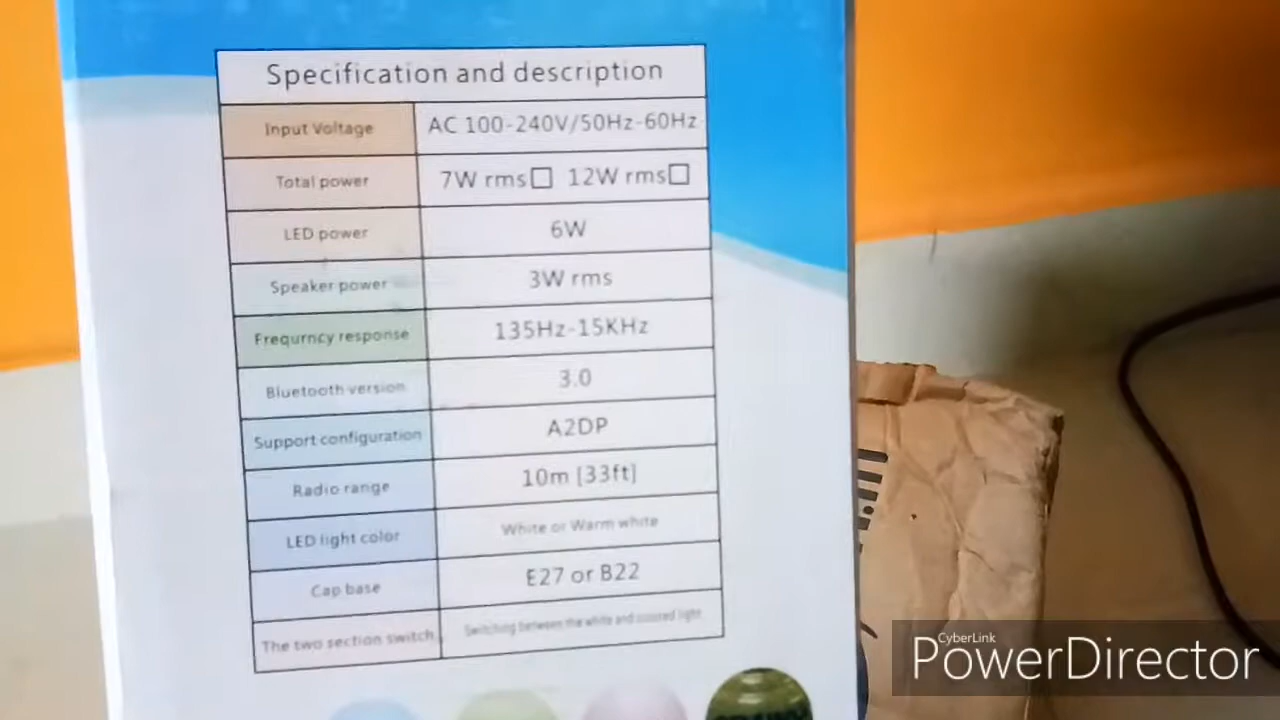 Specification and description
Input Voltage AC 100-240V/50Hz-60Hz
Total power 7W rms☐ 12W rms☐
LED power 6W
Speaker power 3W rms
Frequrncy response 135Hz-15KHz
Bluetooth version 3.0
Support configuration A2DP
Radio range 10m [33ft]
LED light color White or Warm white
Cap base E27 or B22
The two section switch Switching between the white and colored light
CyberLink
PowerDirector